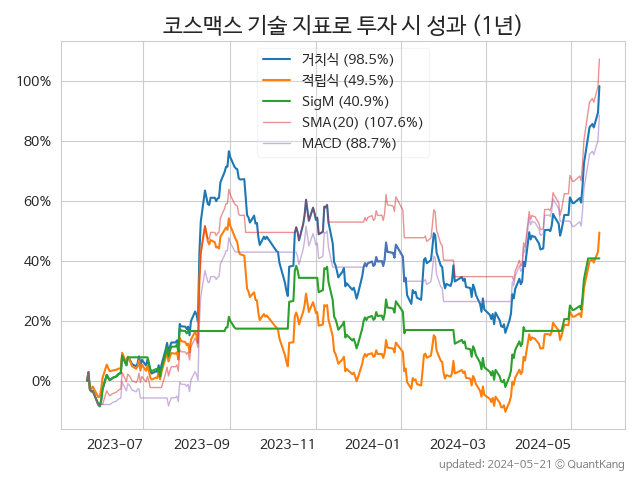 코스맥스 기술 지표로 투자 시 성과 (1년)
거치식 (98.5%)
적립식 (49.5%)
SigM (40.9%)
SMA(20) (107.6%)
MACD (88.7%)
100%
80%
60%
40%
20%
0%
2023-07 2023-09 2023-11 2024-01 2024-03 2024-05
updated: 2024-05-21 © QuantKang